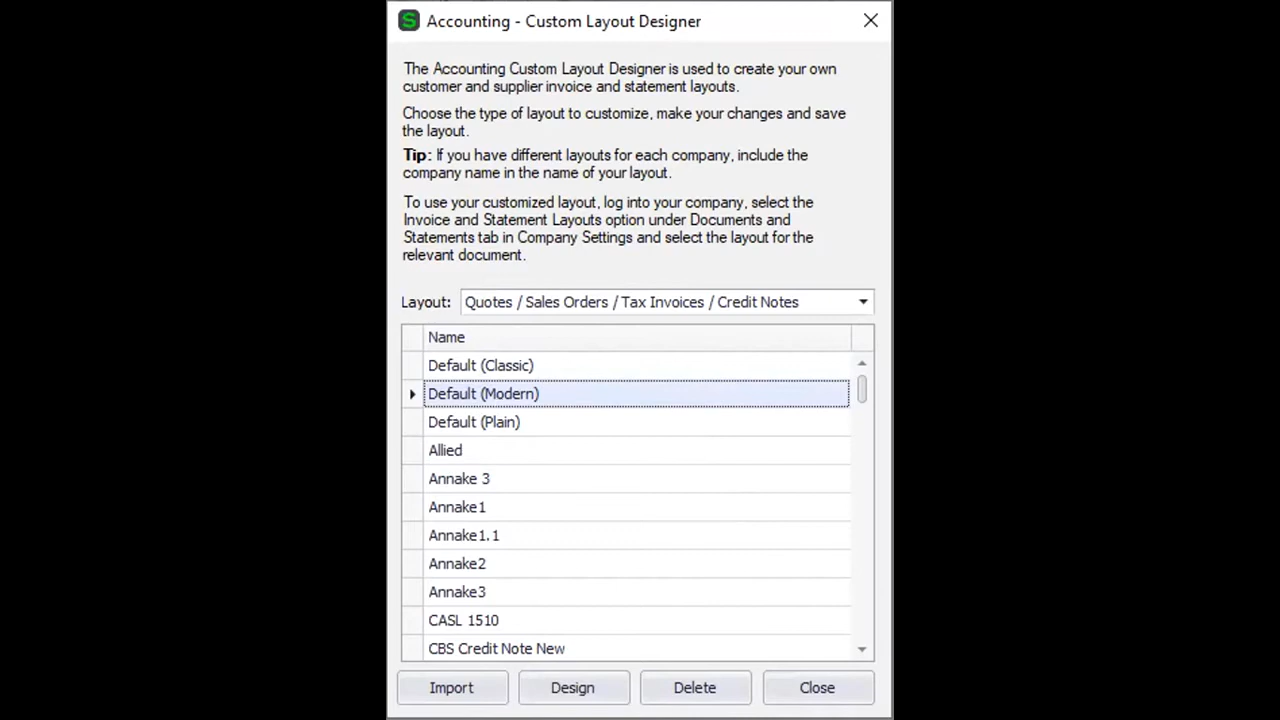 S Accounting - Custom Layout Designer
The Accounting Custom Layout Designer is used to create your own
customer and supplier invoice and statement layouts.
Choose the type of layout to customize, make your changes and save
the layout.
Tip: If you have different layouts for each company, include the
company name in the name of your layout.
To use your customized layout, log into your company, select the
Invoice and Statement Layouts option under Documents and
Statements tab in Company Settings and select the layout for the
relevant document.
Layout: Quotes / Sales Orders / Tax Invoices / Credit Notes
Name
Default (Classic)
Default (Modern)
Default (Plain)
Allied
Annake 3
Annake1
Annake1.1
Annake2
Annake3
CASL 1510
CBS Credit Note New
Import Design Delete Close